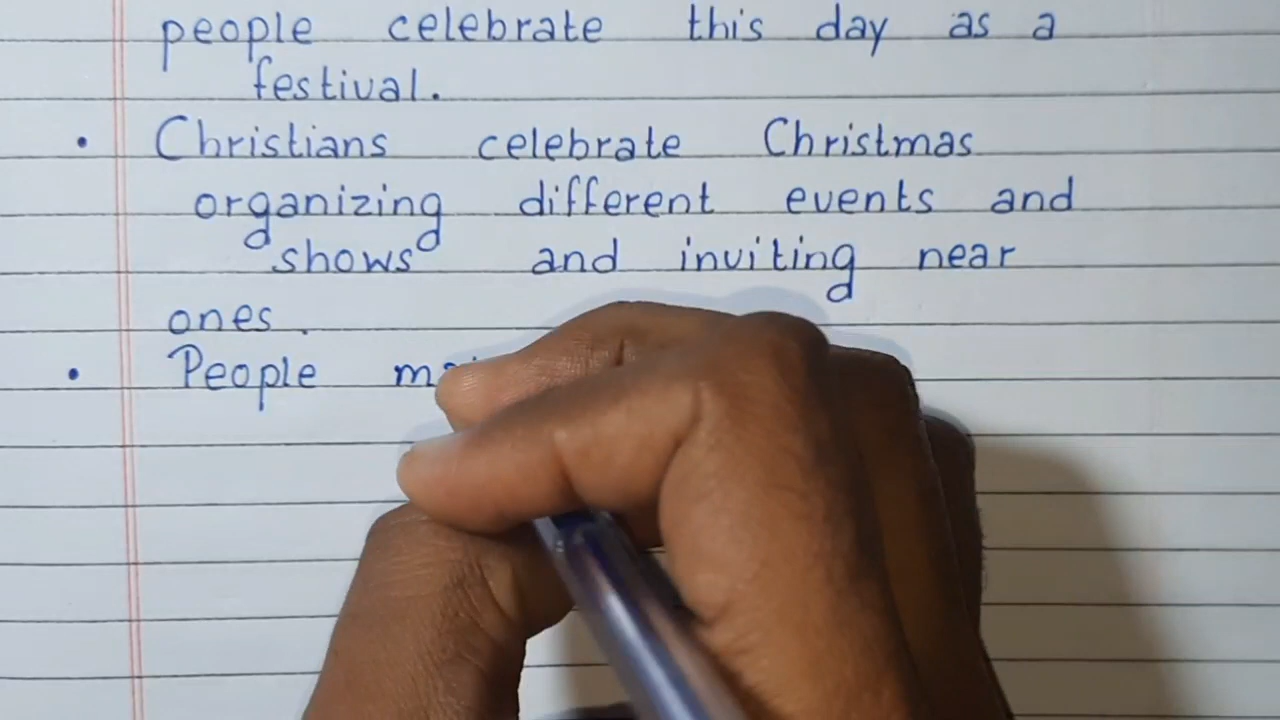 people celebrate this day as a
festival.
• Christians celebrate Christmas
organizing different events and
shows and inviting near
ones.
• People